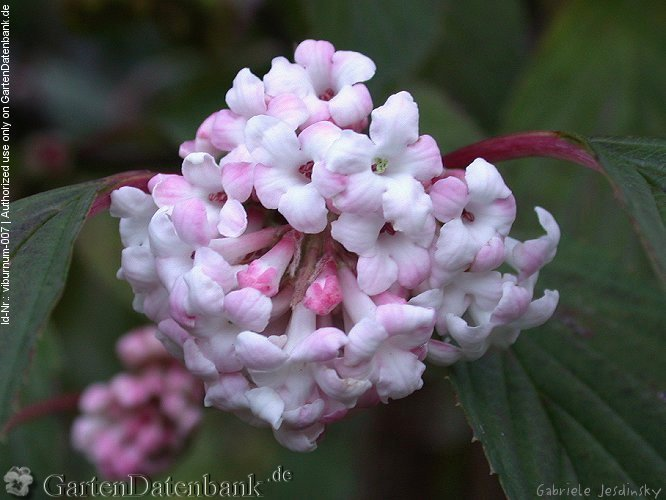 Id-Nr.: viburnum-007 | Authorized use only on GartenDatenbank.de
GartenDatenbank.de
Gabriele Jesdinsky